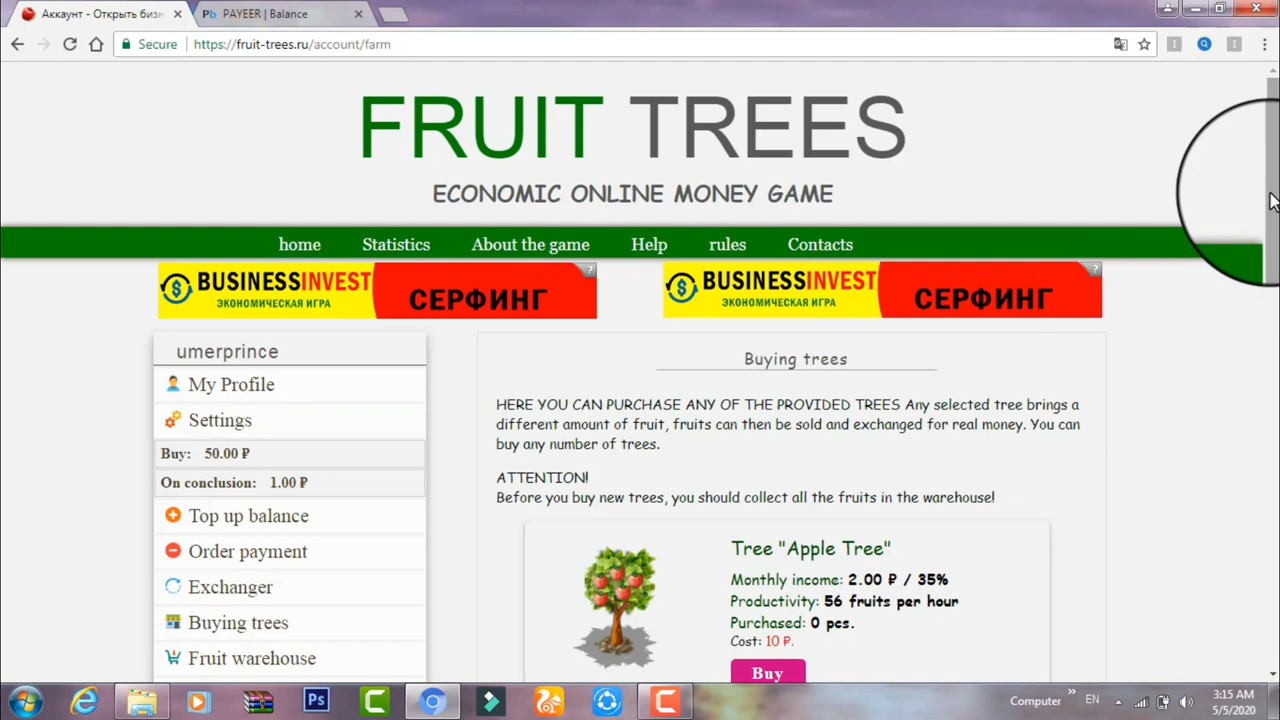 Аккаунт - Открыть бизн
PAYEER | Balance
Secure https://fruit-trees.ru/account/farm
FRUIT TREES
ECONOMIC ONLINE MONEY GAME
home Statistics About the game Help rules Contacts
BUSINESSINVEST
ЭКОНОМИЧЕСКАЯ ИГРА
СЕРФИНГ
?
BUSINESSINVEST
ЭКОНОМИЧЕСКАЯ ИГРА
СЕРФИНГ
?
umerprince
My Profile
Settings
Buy: 50.00 ₽
On conclusion: 1.00 ₽
Top up balance
Order payment
Exchanger
Buying trees
Fruit warehouse
Buying trees
HERE YOU CAN PURCHASE ANY OF THE PROVIDED TREES Any selected tree brings a
different amount of fruit, fruits can then be sold and exchanged for real money. You can
buy any number of trees.
ATTENTION!
Before you buy new trees, you should collect all the fruits in the warehouse!
Tree "Apple Tree"
Monthly income: 2.00 ₽ / 35%
Productivity: 56 fruits per hour
Purchased: 0 pcs.
Cost: 10 ₽.
Buy
Computer
EN
3:15 AM
5/5/2020